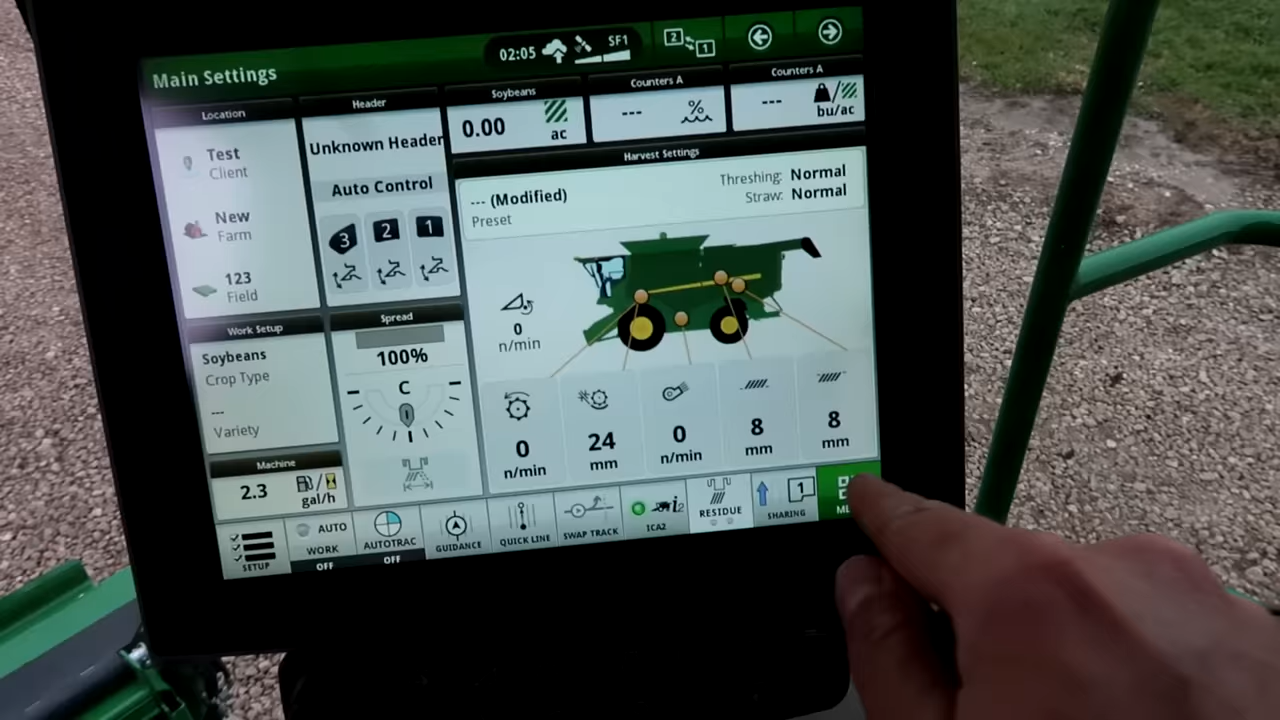 Main Settings
02:05
SF1
2
1
Location
Test
Client
New
Farm
123
Field
Header
Unknown Header
Auto Control
3
2
1
Soybeans
0.00
ac
Counters A
---
%
Counters A
---
bu/ac
Harvest Settings
--- (Modified)
Preset
Threshing: Normal
Straw: Normal
0
n/min
Work Setup
Soybeans
Crop Type
---
Variety
Spread
100%
C
Machine
2.3
gal/h
0
n/min
24
mm
0
n/min
8
mm
8
mm
SETUP
AUTO
WORK
OFF
AUTOTRAC
OFF
GUIDANCE
QUICK LINE
SWAP TRACK
i2
ICA2
RESIDUE
1
SHARING